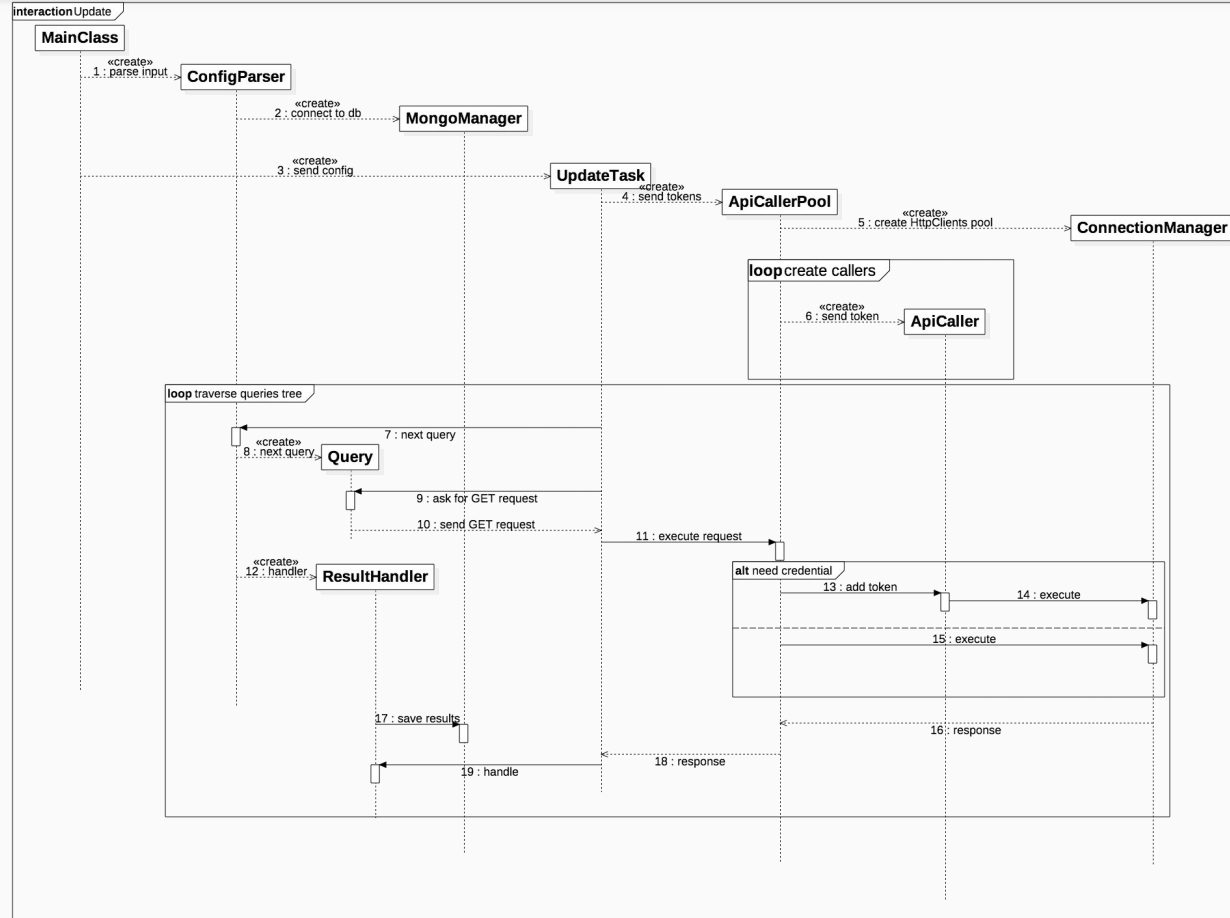 interaction Update
MainClass
«create»
1 : parse input
ConfigParser
«create»
2 : connect to db
MongoManager
«create»
3 : send config
UpdateTask
«create»
4 : send tokens
ApiCallerPool
«create»
5 : create HttpClients pool
ConnectionManager
loop create callers
«create»
6 : send token
ApiCaller
loop traverse queries tree
7 : next query
«create»
8 : next query
Query
9 : ask for GET request
10 : send GET request
11 : execute request
«create»
12 : handler
ResultHandler
alt need credential
13 : add token
14 : execute
15 : execute
17 : save results
16 : response
18 : response
19 : handle